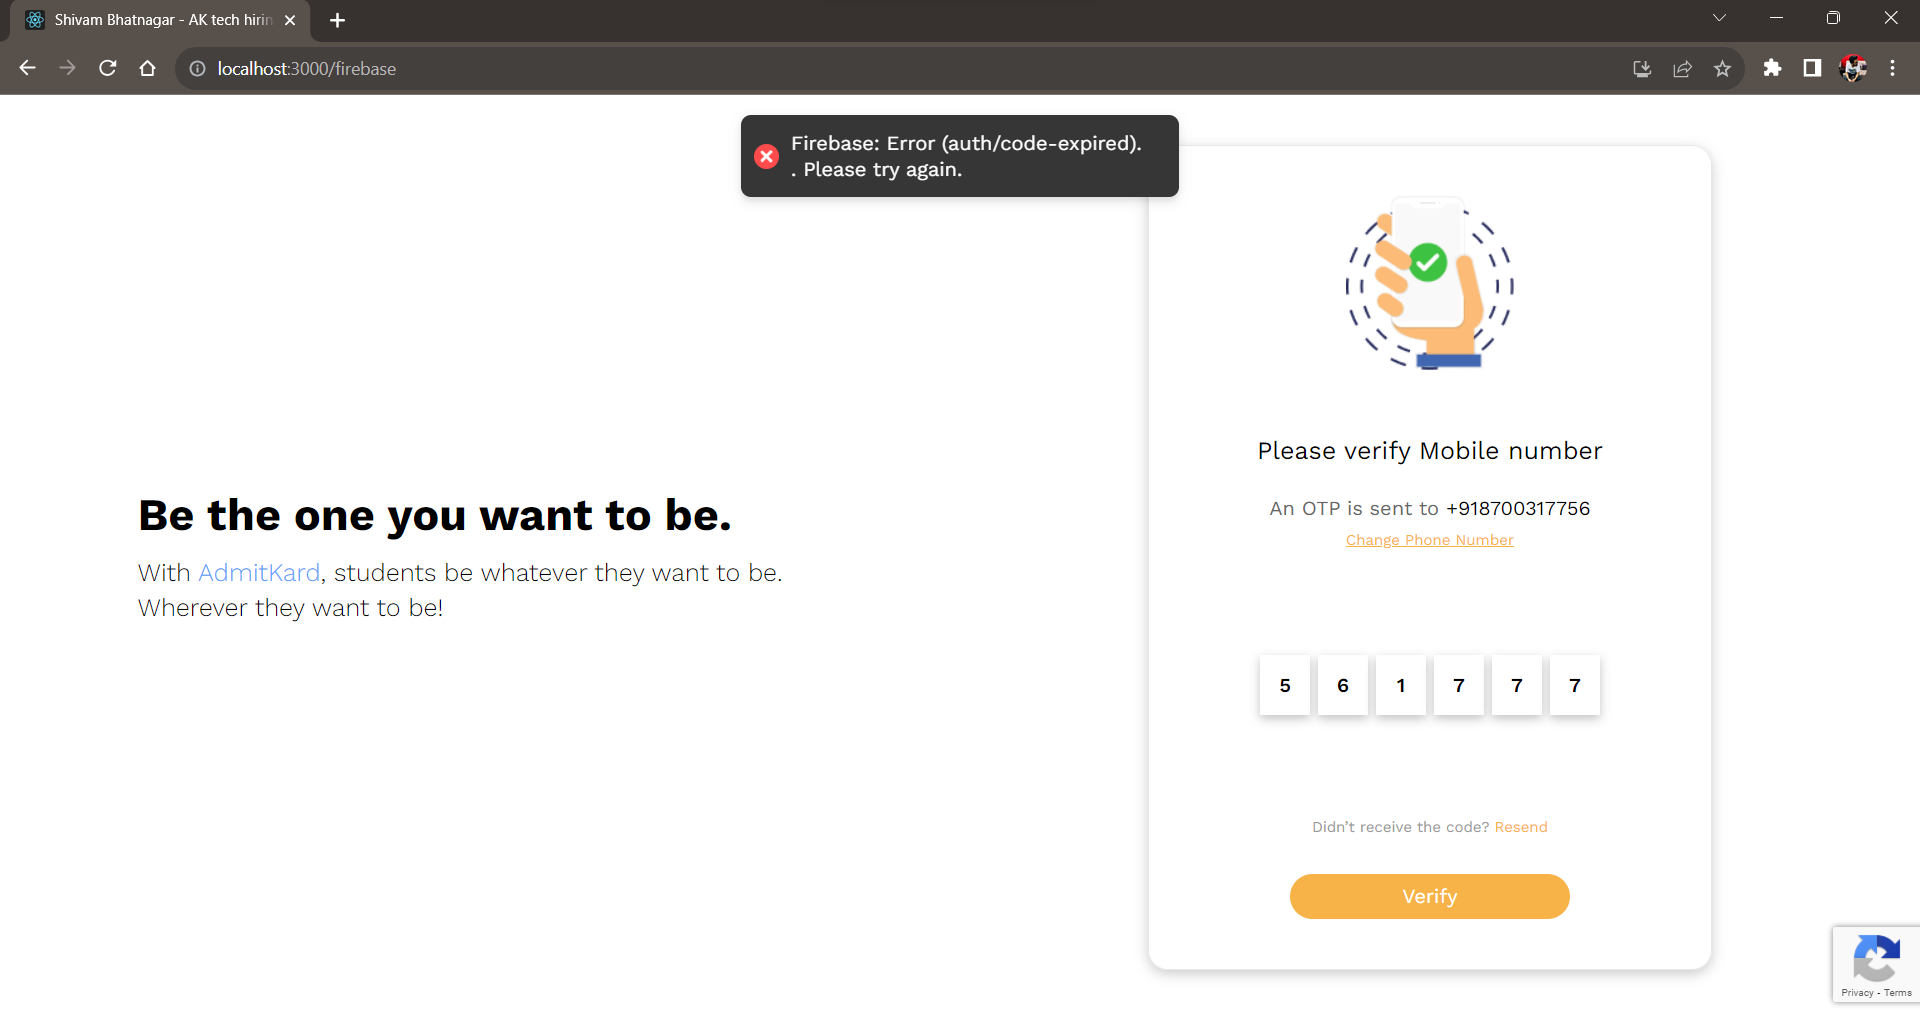 Shivam Bhatnagar - AK tech hirin
localhost:3000/firebase
Firebase: Error (auth/code-expired).
. Please try again.
Please verify Mobile number
An OTP is sent to +918700317756
Change Phone Number
Be the one you want to be.
With AdmitKard, students be whatever they want to be.
Wherever they want to be!
5 6 1 7 7 7
Didn’t receive the code? Resend
Verify
Privacy - Terms